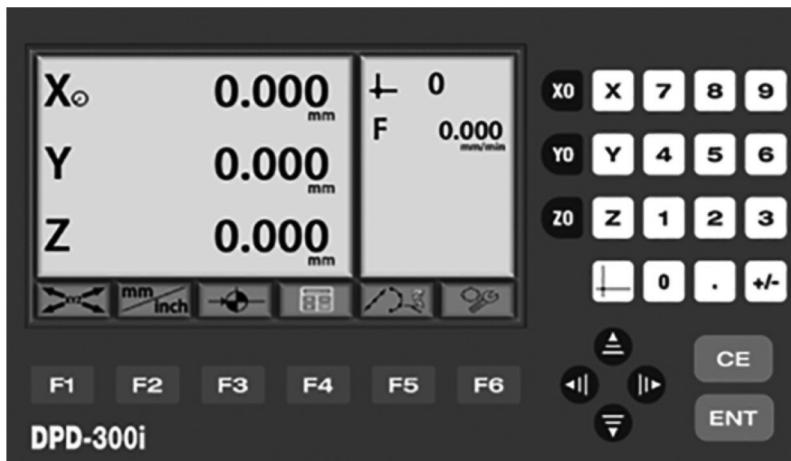 X 0.000 mm
Y 0.000 mm
Z 0.000 mm
0
F 0.000 mm/min
XYZ mm/inch
F1 F2 F3 F4 F5 F6
DPD-300i
X0 X 7 8 9
Y0 Y 4 5 6
Z0 Z 1 2 3
0 . +/-
CE
ENT